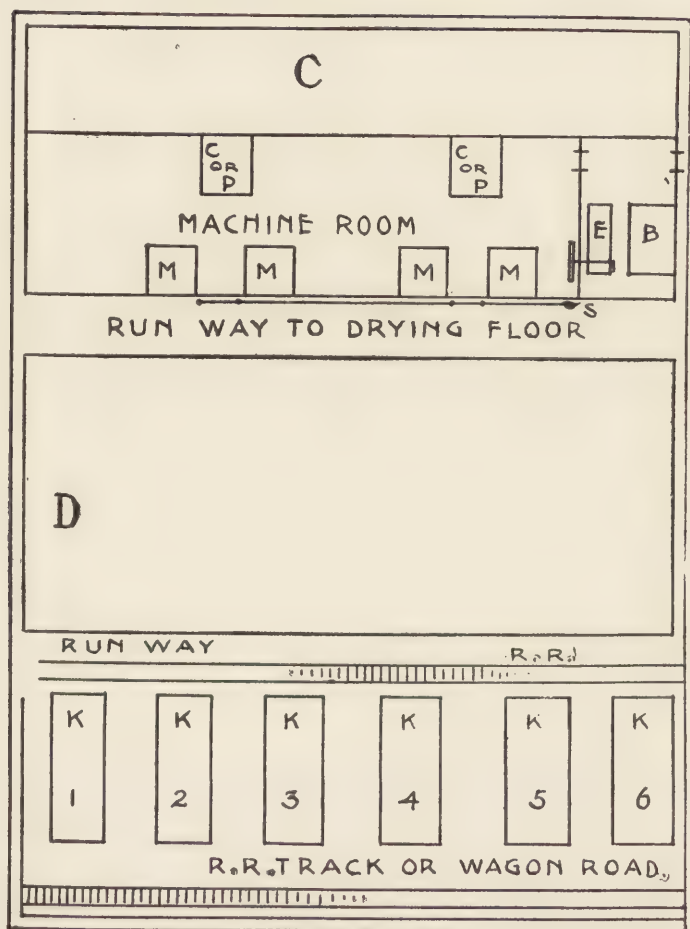 C
C OR P C OR P
MACHINE ROOM E B
M M M M
S
RUN WAY TO DRYING FLOOR
D
RUN WAY R.R.
K K K K K K
1 2 3 4 5 6
R.R. TRACK OR WAGON ROAD.